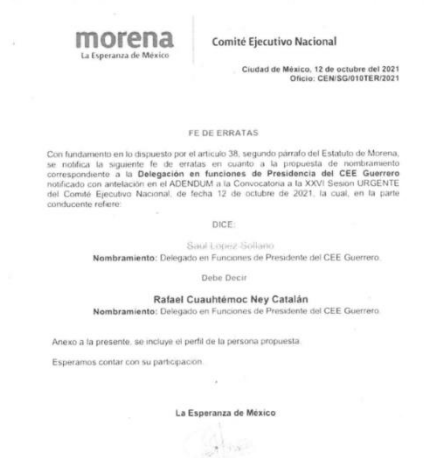 morena
La Esperanza de México
Comité Ejecutivo Nacional
Ciudad de México, 12 de octubre del 2021
Oficio: CEN/SG/010TER/2021
FE DE ERRATAS
Con fundamento en lo dispuesto por el artículo 38, segundo párrafo del Estatuto de Morena,
se notifica la siguiente fe de erratas en cuanto a la propuesta de nombramiento
correspondiente a la Delegación en funciones de Presidencia del CEE Guerrero
notificado con antelación en el ADENDUM a la Convocatoria a la XXVI Sesión URGENTE
del Comité Ejecutivo Nacional, de fecha 12 de octubre de 2021, la cual, en la parte
conducente refiere:
DICE:
Saúl López Sollano
Nombramiento: Delegado en Funciones de Presidente del CEE Guerrero.
Debe Decir
Rafael Cuauhtémoc Ney Catalán
Nombramiento: Delegado en Funciones de Presidente del CEE Guerrero.
Anexo a la presente, se incluye el perfil de la persona propuesta.
Esperamos contar con su participación.
La Esperanza de México